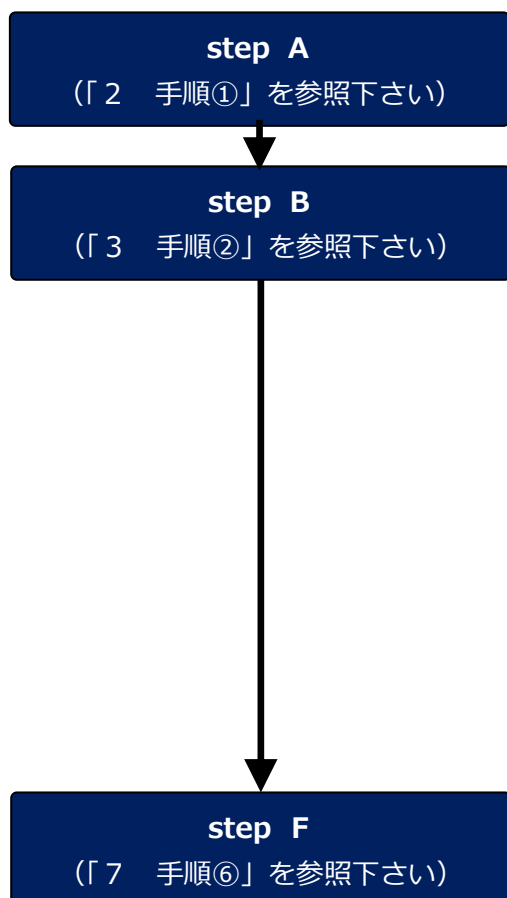 step A
（「２　手順①」を参照下さい）
step B
（「３　手順②」を参照下さい）
step F
（「７　手順⑥」を参照下さい）